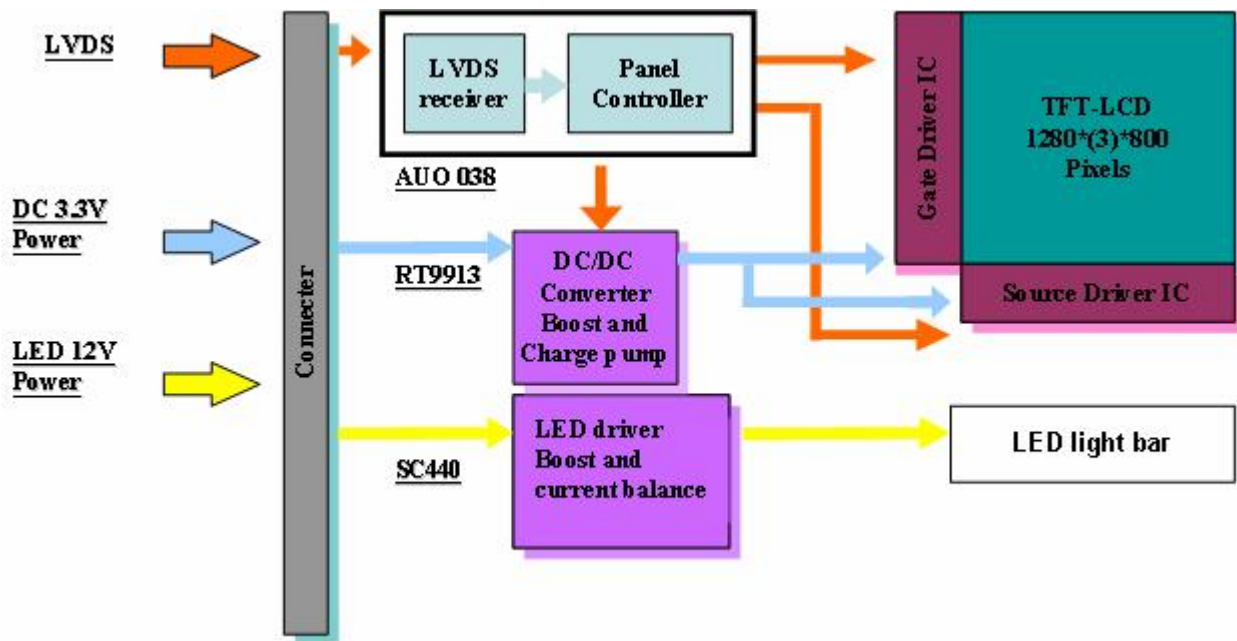 LVDS
DC 3.3V
Power
LED 12V
Power
Connecter
LVDS
receiver
Panel
Controller
AUO 038
RT9913
DC/DC
Converter
Boost and
Charge pump
SC440
LED driver
Boost and
current balance
Gate Driver IC
TFT-LCD
1280*(3)*800
Pixels
Source Driver IC
LED light bar